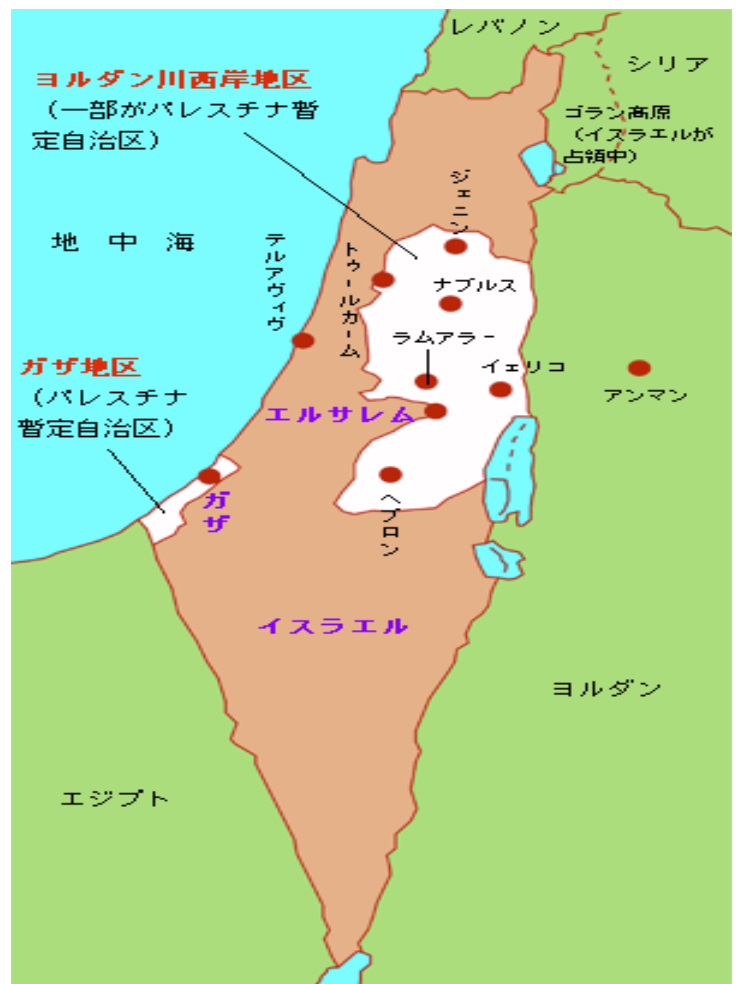 レバノン
シリア
ヨルダン川西岸地区
（一部がパレスチナ暫
定自治区）
ゴラン高原
（イスラエルが
占領中）
ジェニン
地中海
テルアヴィヴ
トゥールカーム
ナブルス
ラムアラー
イェリコ
ガザ地区
（パレスチナ
暫定自治区）
アンマン
エルサレム
ガザ
ヘブロン
イスラエル
ヨルダン
エジプト